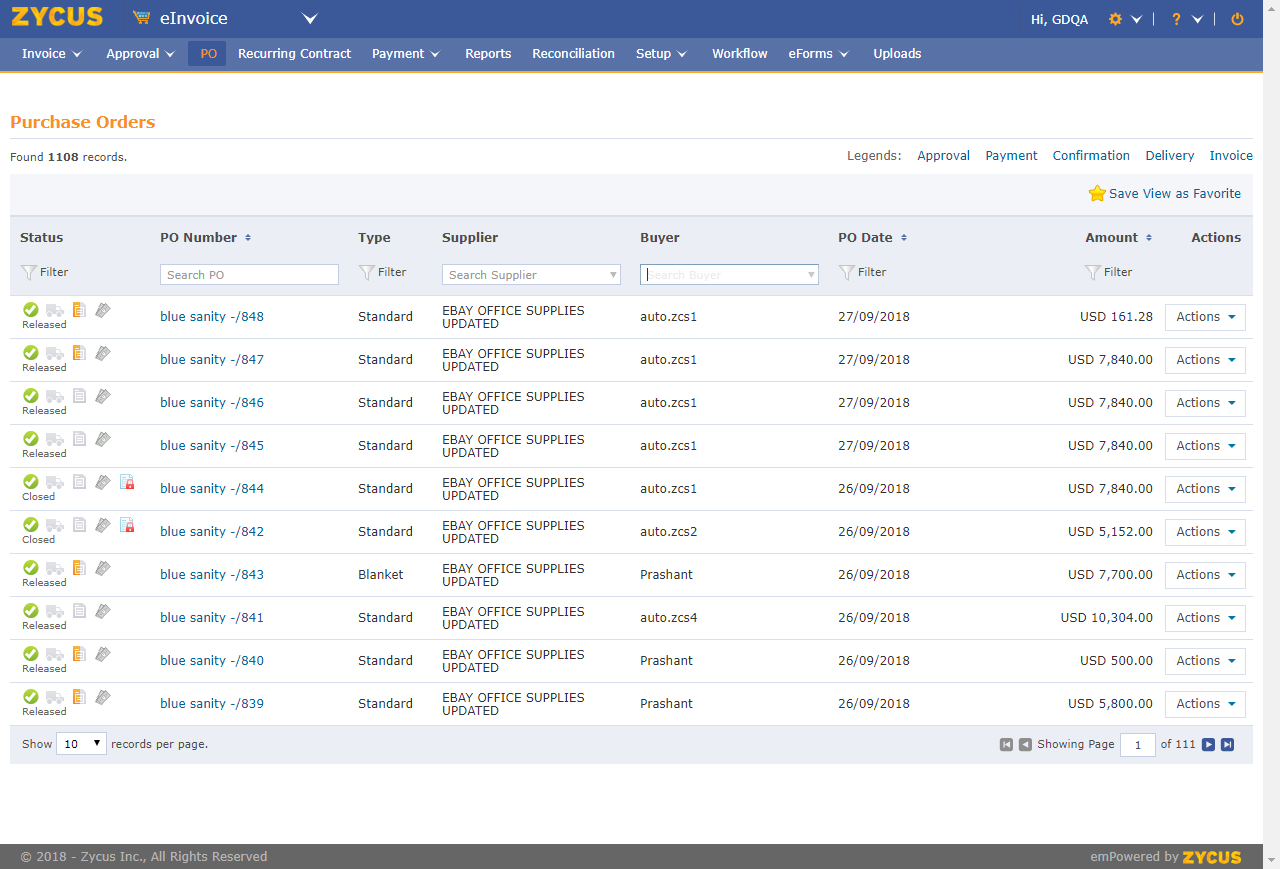 ZYCUS eInvoice Hi, GDQA ?
Invoice Approval PO Recurring Contract Payment Reports Reconciliation Setup Workflow eForms Uploads
Purchase Orders
Found 1108 records. Legends: Approval Payment Confirmation Delivery Invoice
Save View as Favorite
Status PO Number Type Supplier Buyer PO Date Amount Actions
Filter Search PO Filter Search Supplier Search Buyer Filter Filter
Released blue sanity -/848 Standard EBAY OFFICE SUPPLIES UPDATED auto.zcs1 27/09/2018 USD 161.28 Actions
Released blue sanity -/847 Standard EBAY OFFICE SUPPLIES UPDATED auto.zcs1 27/09/2018 USD 7,840.00 Actions
Released blue sanity -/846 Standard EBAY OFFICE SUPPLIES UPDATED auto.zcs1 27/09/2018 USD 7,840.00 Actions
Released blue sanity -/845 Standard EBAY OFFICE SUPPLIES UPDATED auto.zcs1 27/09/2018 USD 7,840.00 Actions
Closed blue sanity -/844 Standard EBAY OFFICE SUPPLIES UPDATED auto.zcs1 26/09/2018 USD 7,840.00 Actions
Closed blue sanity -/842 Standard EBAY OFFICE SUPPLIES UPDATED auto.zcs2 26/09/2018 USD 5,152.00 Actions
Released blue sanity -/843 Blanket EBAY OFFICE SUPPLIES UPDATED Prashant 26/09/2018 USD 7,700.00 Actions
Released blue sanity -/841 Standard EBAY OFFICE SUPPLIES UPDATED auto.zcs4 26/09/2018 USD 10,304.00 Actions
Released blue sanity -/840 Standard EBAY OFFICE SUPPLIES UPDATED Prashant 26/09/2018 USD 500.00 Actions
Released blue sanity -/839 Standard EBAY OFFICE SUPPLIES UPDATED Prashant 26/09/2018 USD 5,800.00 Actions
Show 10 records per page. Showing Page 1 of 111
© 2018 - Zycus Inc., All Rights Reserved emPowered by ZYCUS